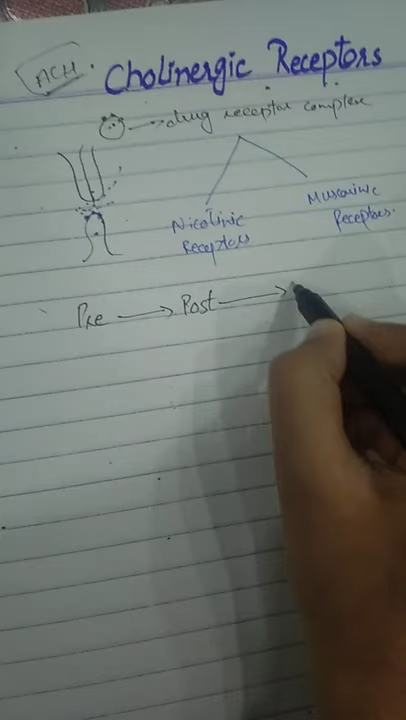 ACH.
Cholinergic Receptors
drug receptor complex
Nicotinic
Receptors
Muscarinic
Receptors.
Pre → Post →